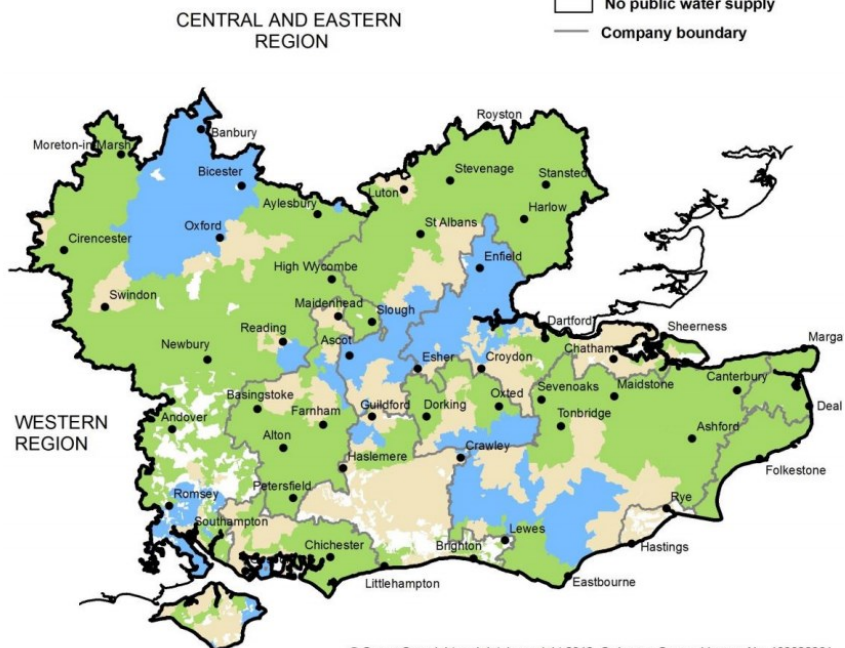 No public water supply
Company boundary
CENTRAL AND EASTERN
REGION
Royston
Banbury
Moreton-in-Marsh
Bicester
Stevenage
Stansted
Luton
Aylesbury
Harlow
St Albans
Oxford
Cirencester
Enfield
High Wycombe
Swindon
Maidenhead
Slough
Dartford
Sheerness
Reading
Newbury
Ascot
Chatham
Margat
Esher
Croydon
Canterbury
Basingstoke
Sevenoaks
Maidstone
Oxted
Farnham
Guildford
Dorking
Deal
WESTERN
REGION
Andover
Tonbridge
Ashford
Alton
Crawley
Haslemere
Folkestone
Petersfield
Romsey
Rye
Southampton
Lewes
Chichester
Brighton
Hastings
Littlehampton
Eastbourne